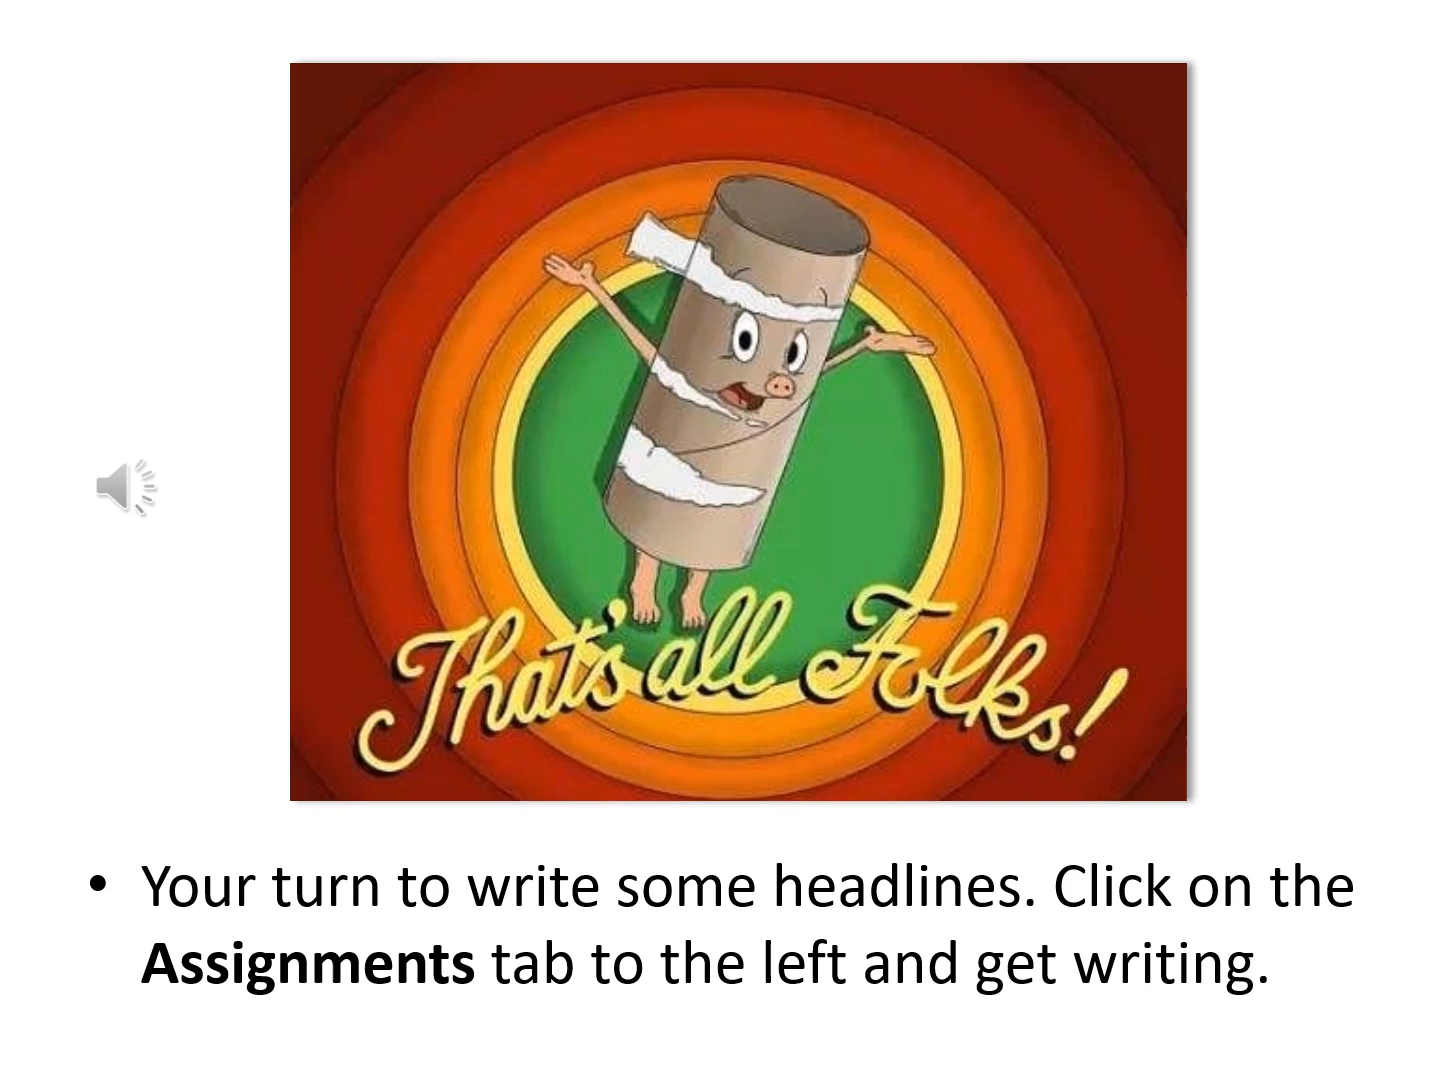 That's all Folks!
• Your turn to write some headlines. Click on the
Assignments tab to the left and get writing.